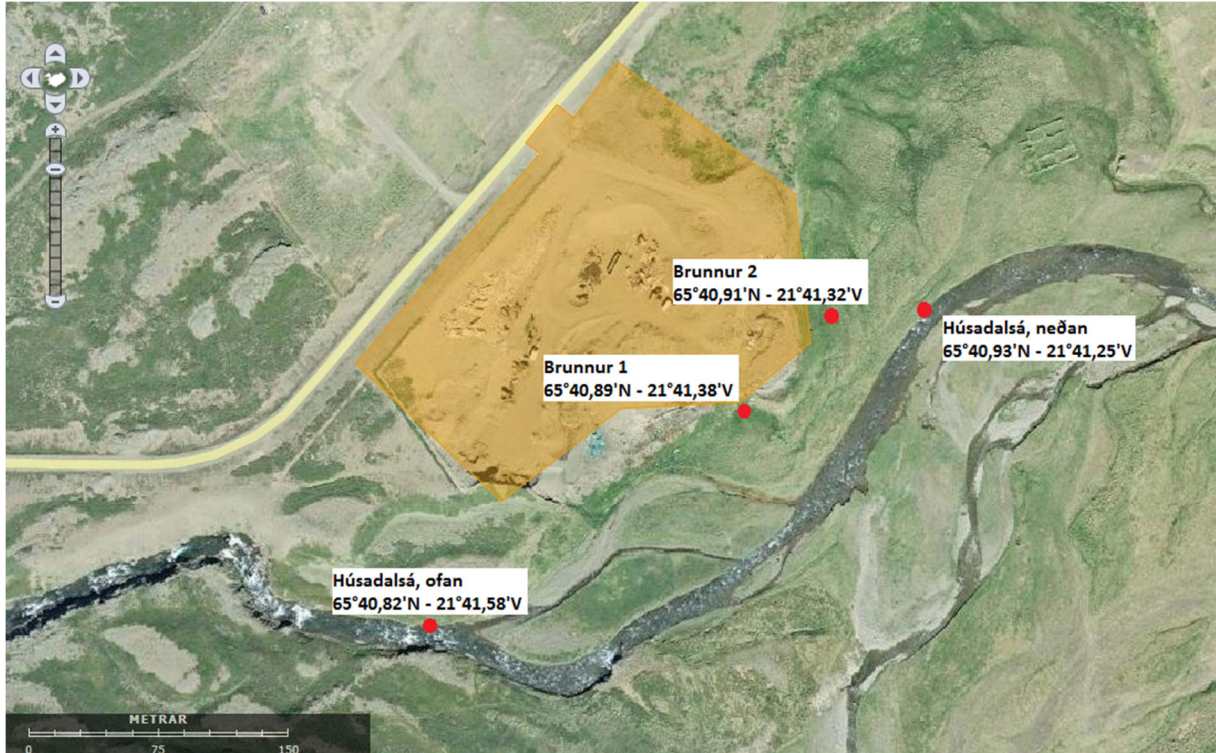 Brunnur 2
65°40,91'N - 21°41,32'V
Húsadalsá, neðan
65°40,93'N - 21°41,25'V
Brunnur 1
65°40,89'N - 21°41,38'V
Húsadalsá, ofan
65°40,82'N - 21°41,58'V
METRAR
0 75 150